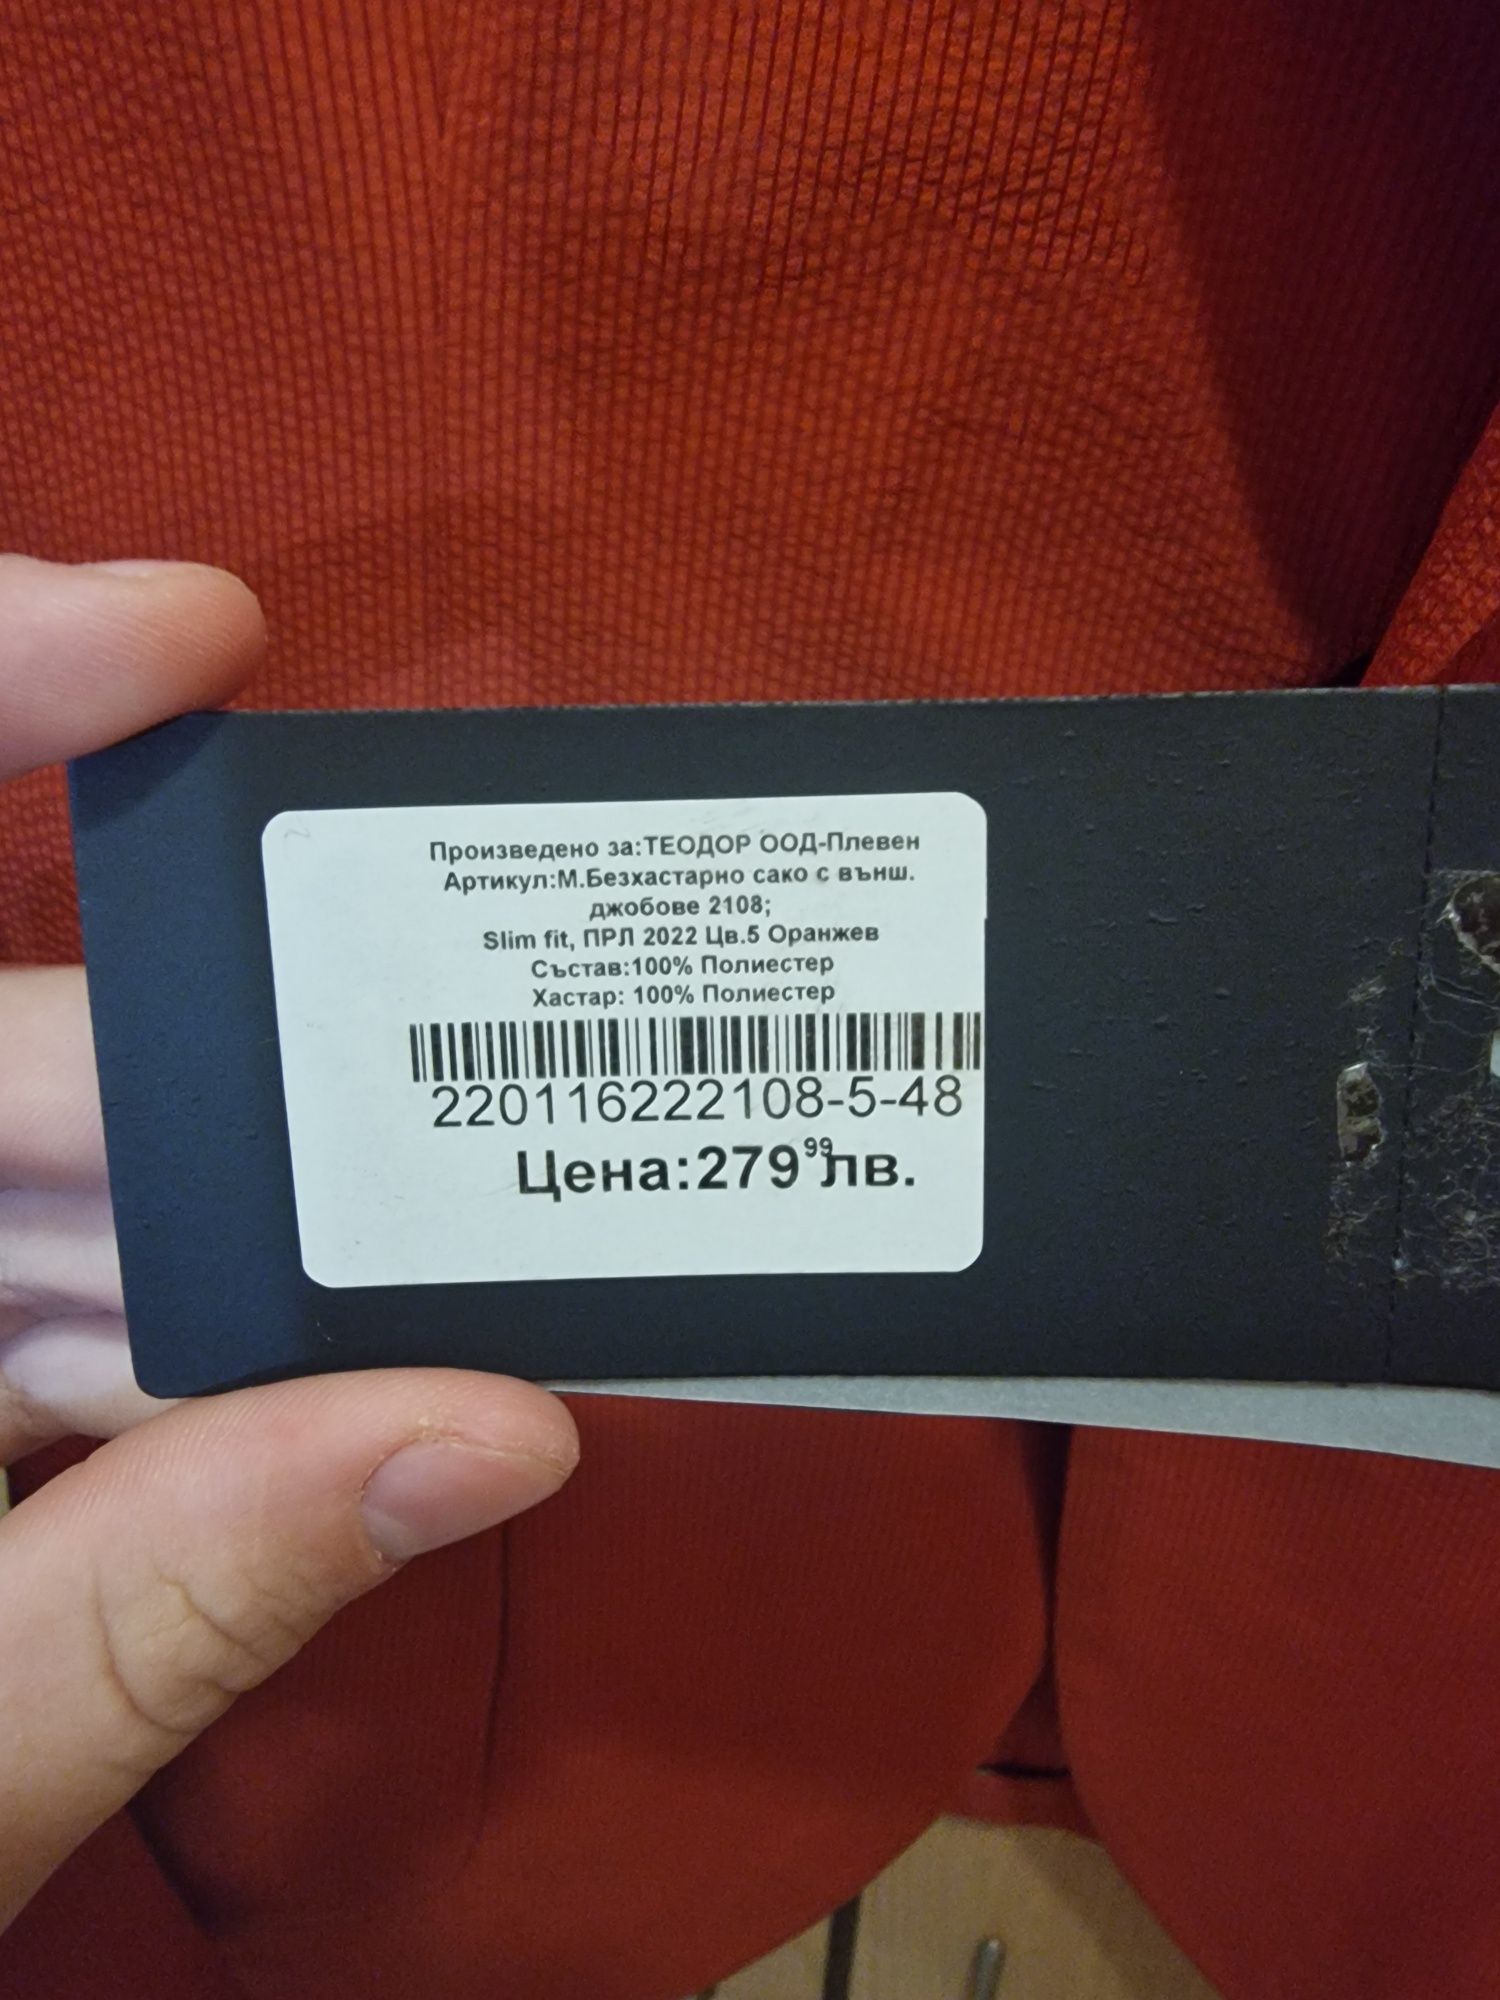 Произведено за:ТЕОДОР ООД-Плевен
Артикул:М.Безхастарно сако с външ.
джобове 2108;
Slim fit, ПРЛ 2022 Цв.5 Оранжев
Състав:100% Полиестер
Хастар: 100% Полиестер
220116222108-5-48
Цена:279 99 лв.